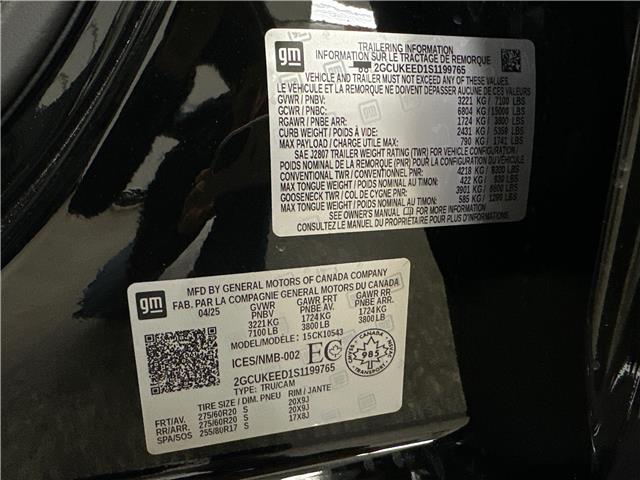 gm
TRAILERING INFORMATION
INFORMATION SUR LE TRACTAGE DE REMORQUE
2GCUKEED1S1199765
VEHICLE AND TRAILER MUST NOT EXCEED ANY OF THESE VALUES.
LE VÉHICULE ET LA REMORQUE NE DOIVENT DÉPASSER AUCUNE DE CES VALEURS
GVWR / PNBV: 3221 KG / 7100 LBS
GCWR / PNBC: 6804 KG / 15000 LBS
RGAWR / PNBE ARR: 1724 KG / 3800 LBS
CURB WEIGHT / POIDS À VIDE: 2431 KG / 5359 LBS
MAX PAYLOAD / CHARGE UTILE MAX: 790 KG / 1741 LBS
SAE J2807 TRAILER WEIGHT RATING (TWR) FOR VEHICLE CONFIGURATION
POIDS NOMINAL DE LA REMORQUE (PNR) POUR LA CONFIGURATION DU VÉHICULE
CONVENTIONAL TWR / CONVENTIONNEL PNR: 4218 KG / 9300 LBS
MAX TONGUE WEIGHT / POIDS NOMINAL AU TIMON: 422 KG / 930 LBS
GOOSENECK TWR / COL DE CYGNE PNR: 3901 KG / 8600 LBS
MAX TONGUE WEIGHT / POIDS NOMINAL AU TIMON: 585 KG / 1290 LBS
SEE OWNER'S MANUAL FOR MORE INFORMATION
CONSULTEZ LE MANUEL DU PROPRIÉTAIRE POUR PLUS D'INFORMATIONS
gm
MFD BY GENERAL MOTORS OF CANADA COMPANY
FAB. PAR LA COMPAGNIE GENERAL MOTORS DU CANADA
04/25 GVWR GAWR FRT GAWR RR
PNBV PNBE AV. PNBE ARR.
3221 KG 1724 KG 1724 KG
7100 LB 3800 LB 3800 LB
MODEL/MODÈLE: 15CK10543
ICES/NMB-002 EC
CANADA 985 TRANSPORT
2GCUKEED1S1199765
TYPE: TRU/CAM
TIRE SIZE / DIM. PNEU RIM / JANTE
FRT/AV. 275/60R20 S 20X9J
RR/ARR. 275/60R20 S 20X9J
SPA/SOS 255/80R17 S 17X8J